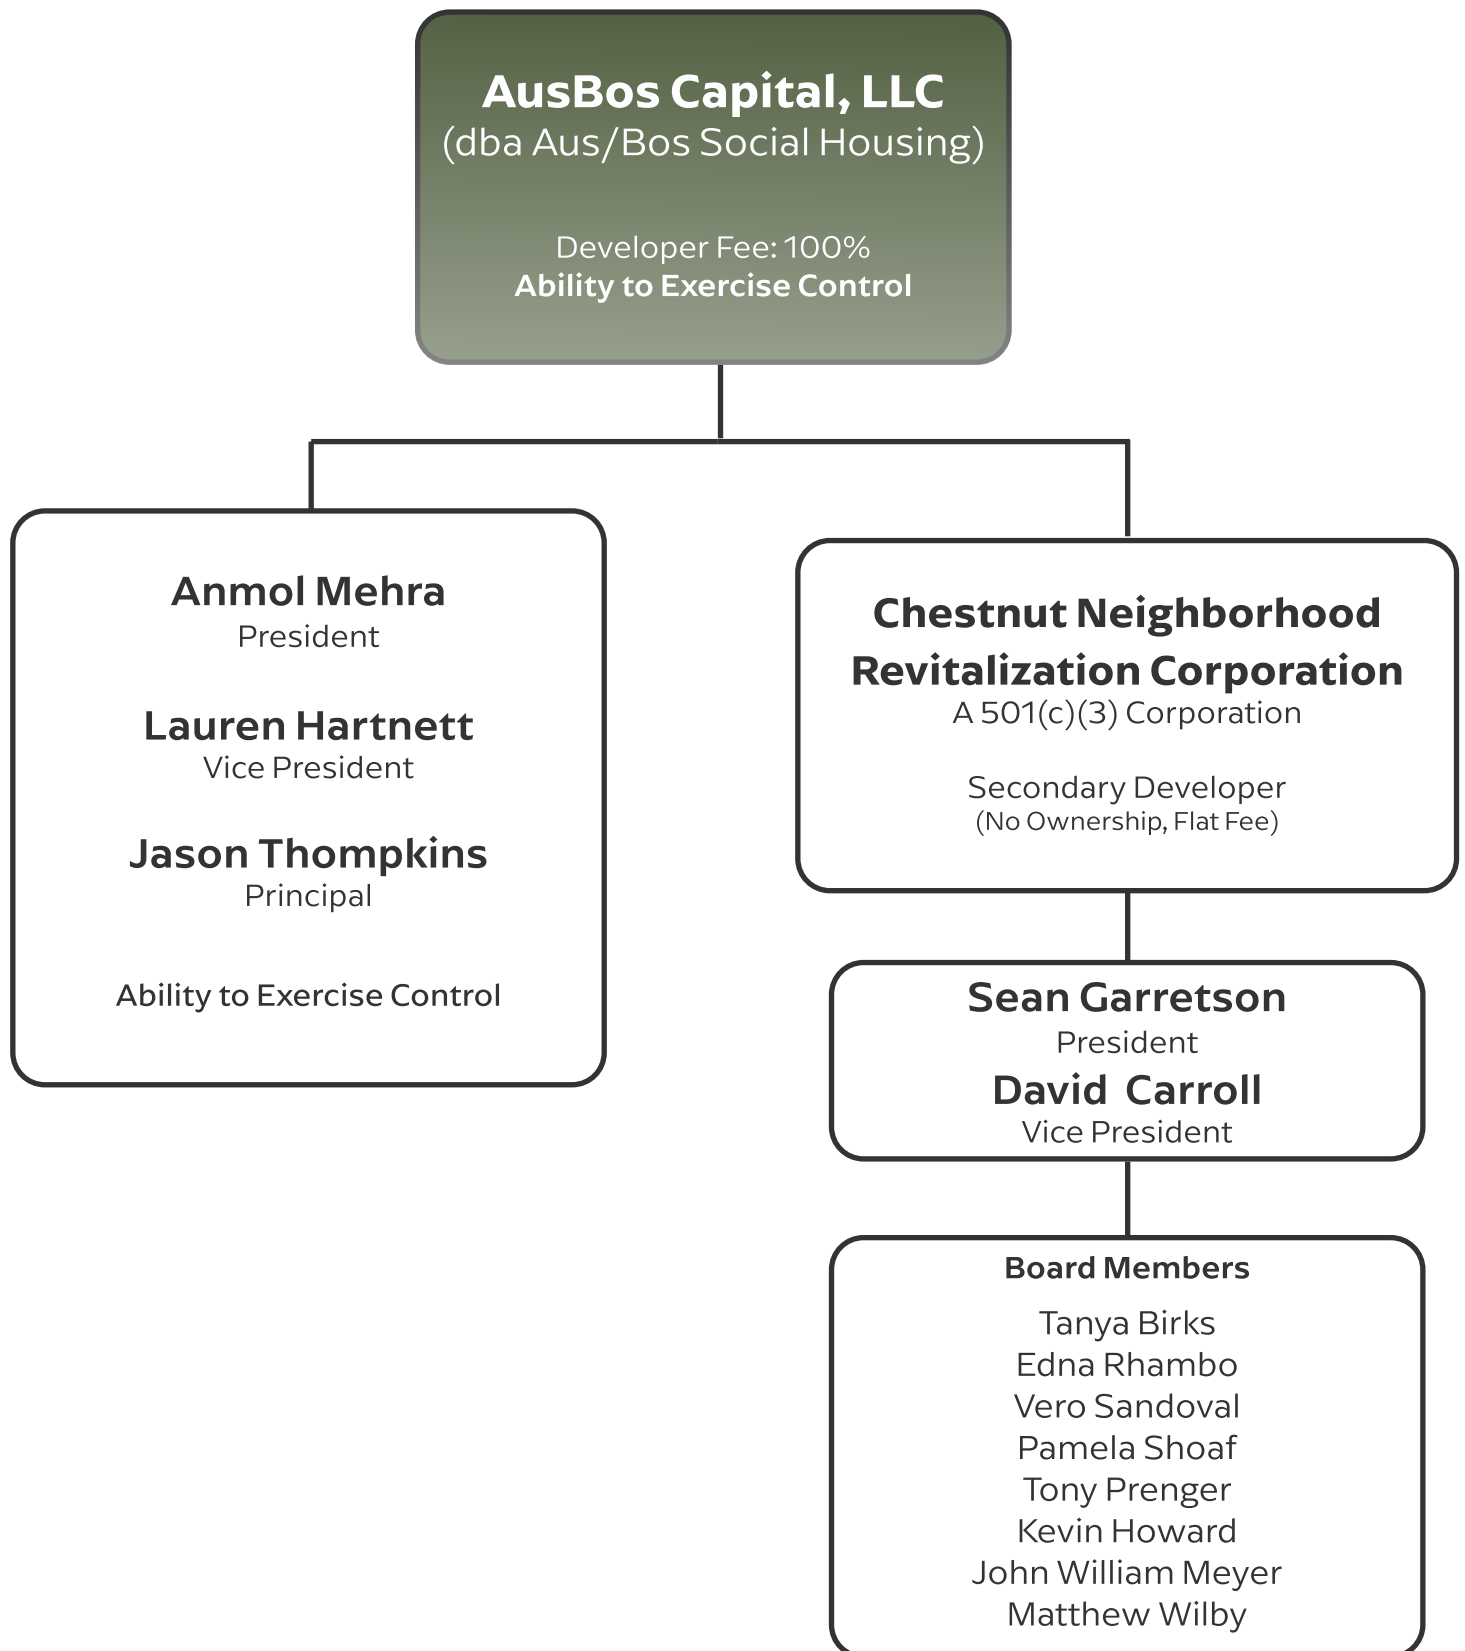 AusBos Capital, LLC
(dba Aus/Bos Social Housing)
Developer Fee: 100%
Ability to Exercise Control
Anmol Mehra
President
Lauren Hartnett
Vice President
Jason Thompkins
Principal
Ability to Exercise Control
Chestnut Neighborhood
Revitalization Corporation
A 501(c)(3) Corporation
Secondary Developer
(No Ownership, Flat Fee)
Sean Garretson
President
David  Carroll
Vice President
Board Members
Tanya Birks
Edna Rhambo
Vero Sandoval
Pamela Shoaf
Tony Prenger
Kevin Howard
John William Meyer
Matthew Wilby